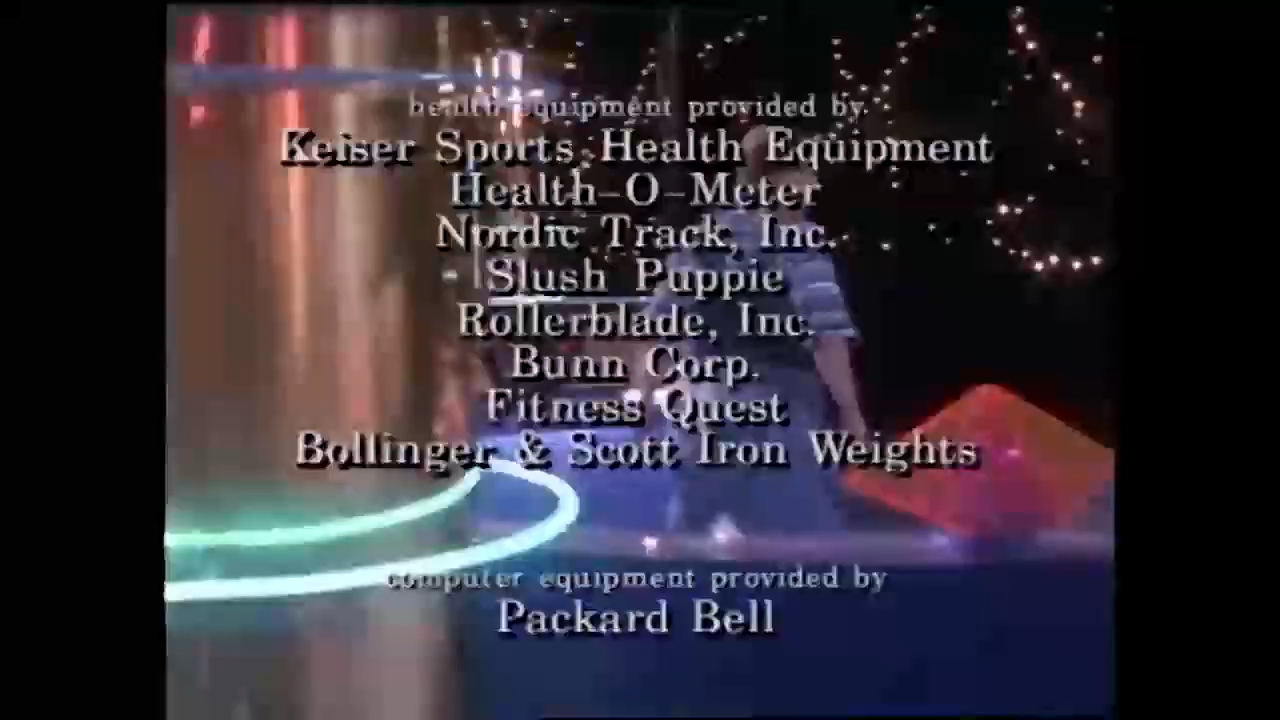 health equipment provided by
Keiser Sports Health Equipment
Health-O-Meter
Nordic Track, Inc.
Slush Puppie
Rollerblade, Inc.
Bunn Corp.
Fitness Quest
Bollinger & Scott Iron Weights
computer equipment provided by
Packard Bell